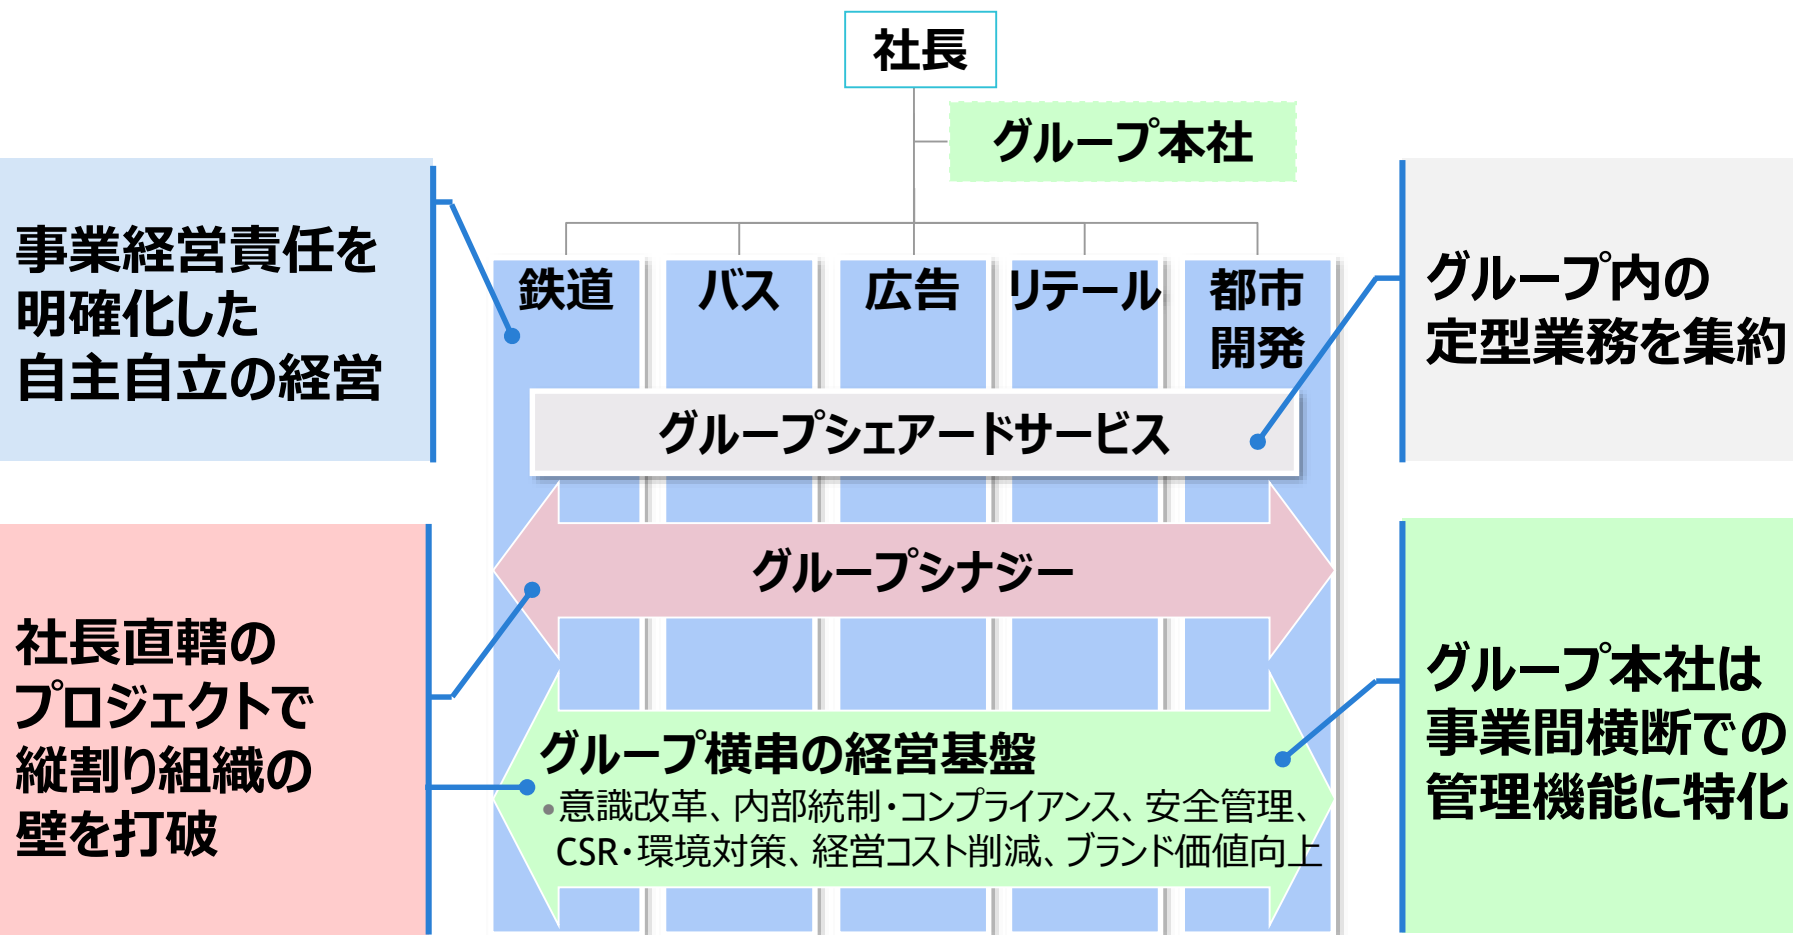 社長
グループ本社
事業経営責任を
明確化した
自主自立の経営
鉄道
バス
広告
リテール
都市
開発
グループ内の
定型業務を集約
グループシェアードサービス
グループシナジー
社長直轄の
プロジェクトで
縦割り組織の
壁を打破
グループ横串の経営基盤
•意識改革、内部統制・コンプライアンス、安全管理、
CSR・環境対策、経営コスト削減、ブランド価値向上
グループ本社は
事業間横断での
管理機能に特化